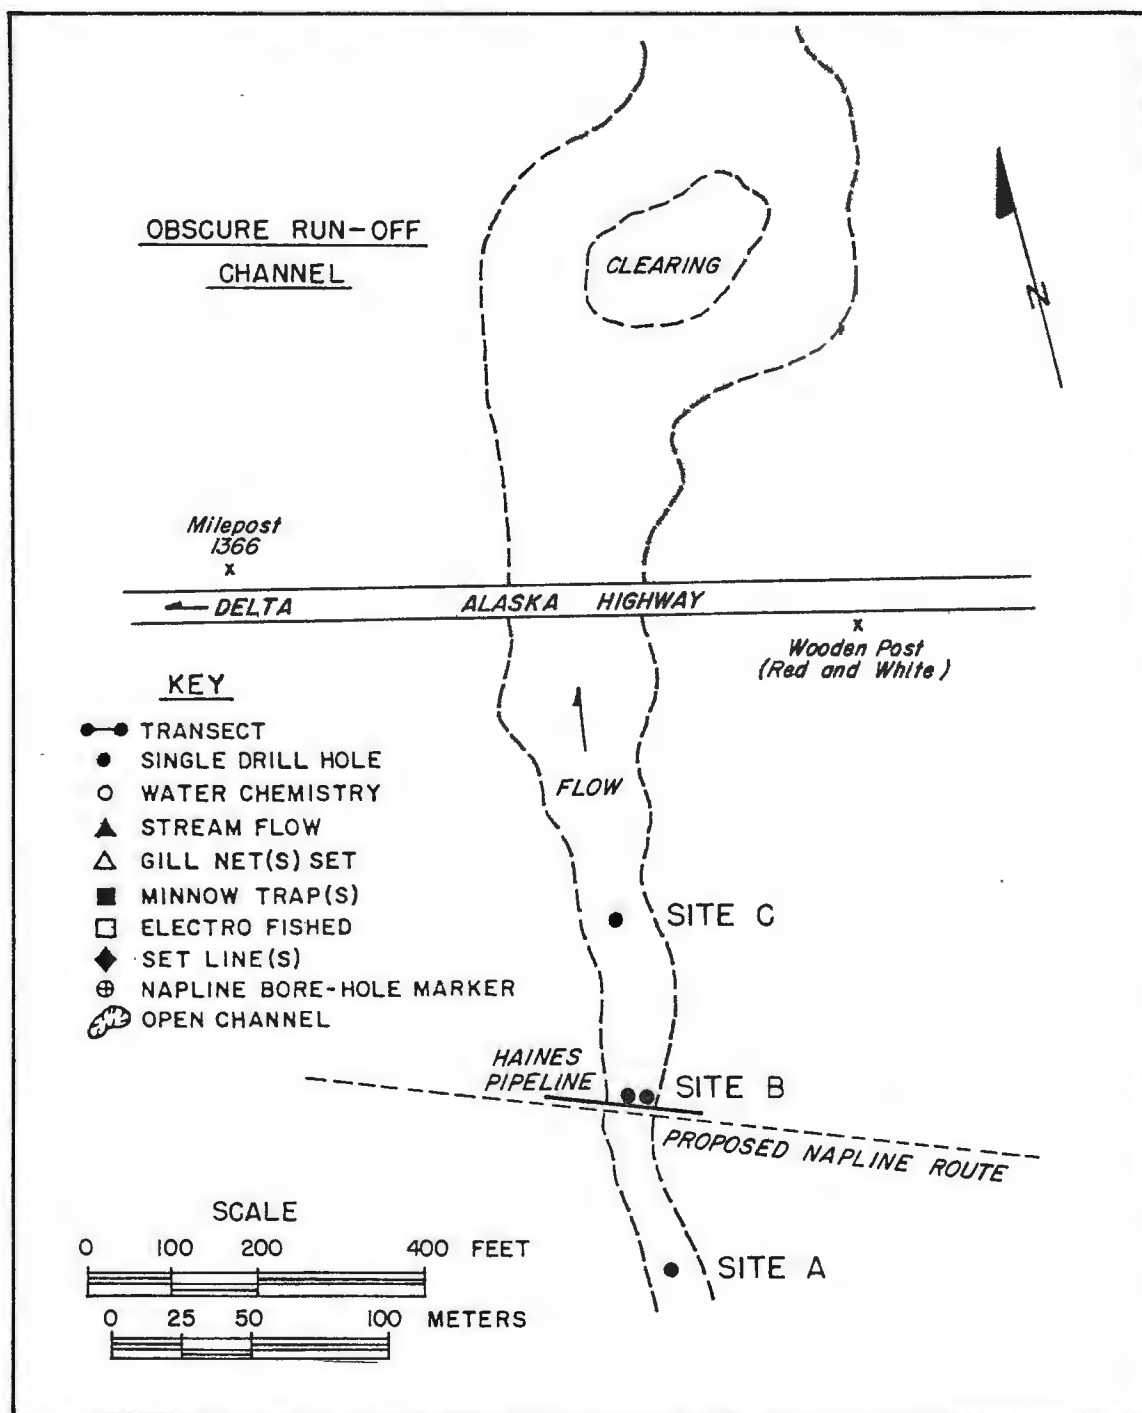 OBSCURE RUN-OFF
CHANNEL
CLEARING
N
Milepost
1366
x
DELTA
ALASKA HIGHWAY
x
Wooden Post
(Red and White)
KEY
TRANSECT
SINGLE DRILL HOLE
WATER CHEMISTRY
STREAM FLOW
GILL NET(S) SET
MINNOW TRAP(S)
ELECTRO FISHED
SET LINE(S)
NAPLINE BORE-HOLE MARKER
OPEN CHANNEL
FLOW
SITE C
HAINES
PIPELINE
SITE B
PROPOSED NAPLINE ROUTE
SITE A
SCALE
0 100 200 400 FEET
0 25 50 100 METERS